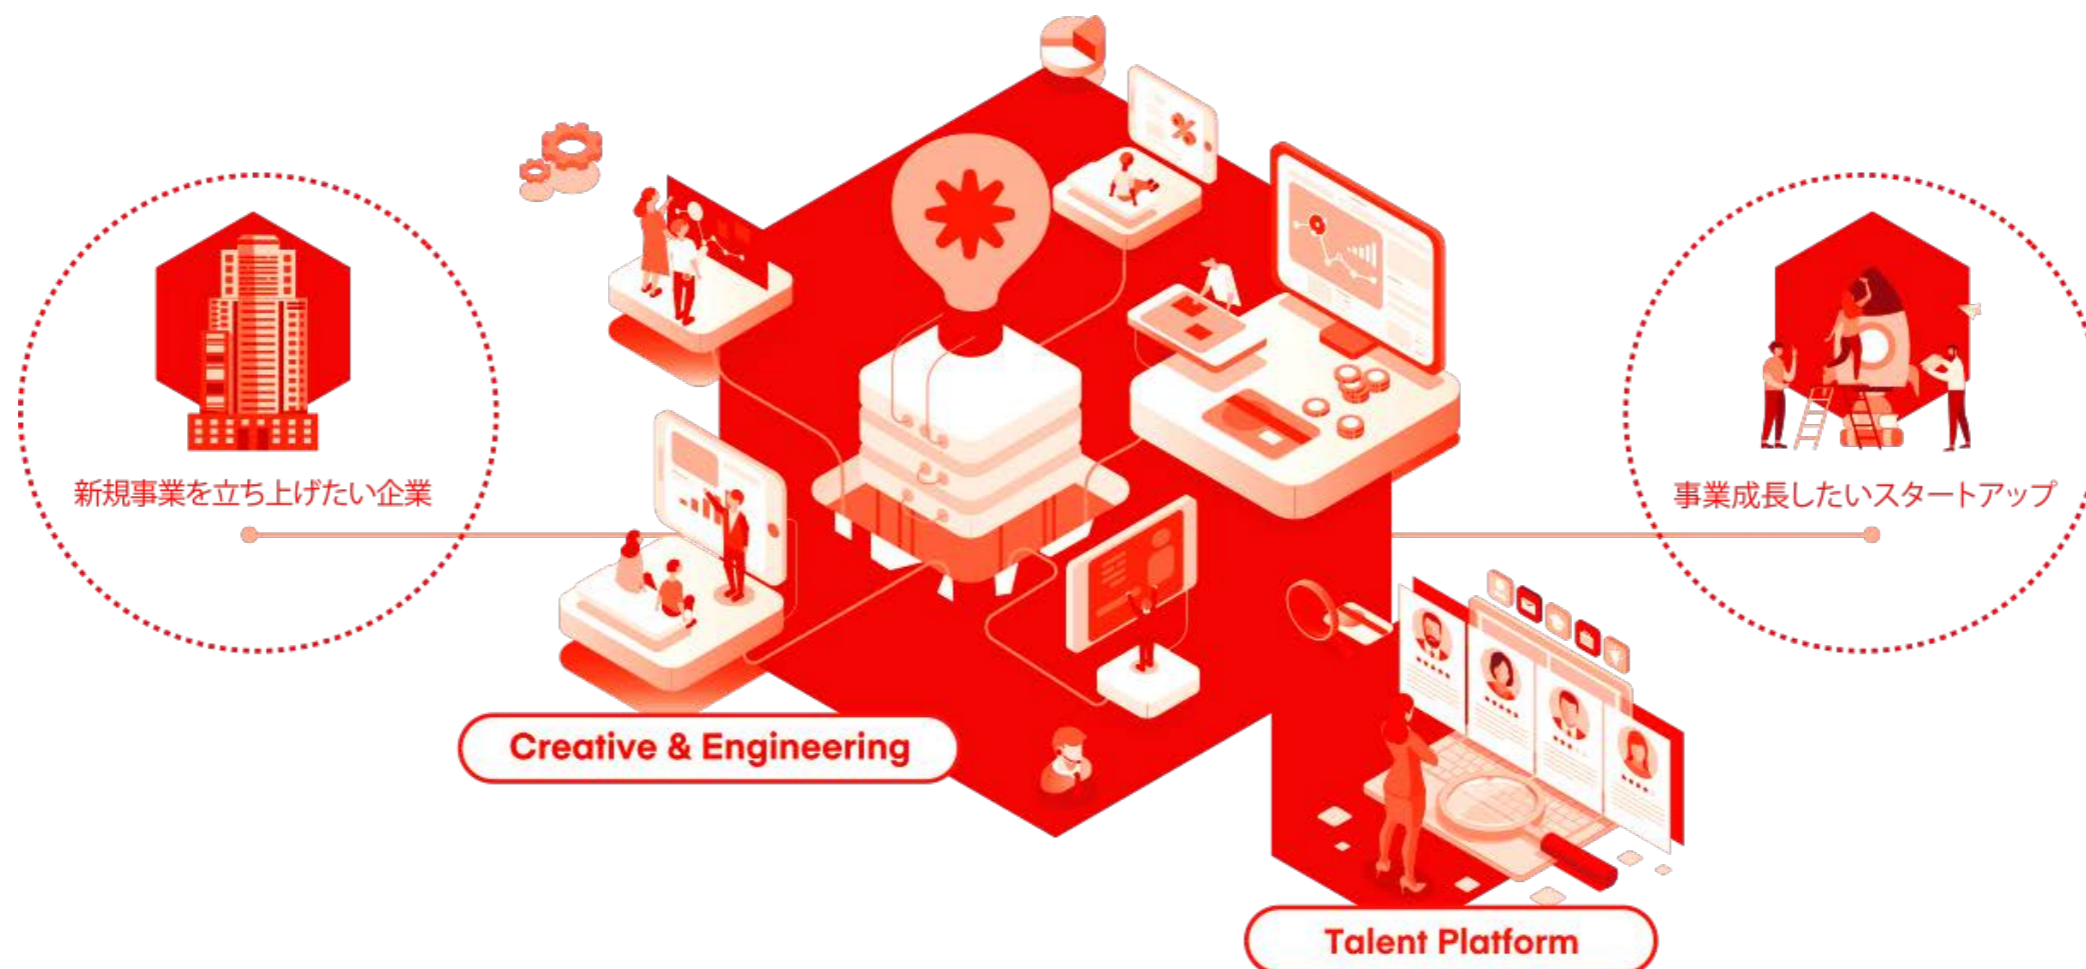 新規事業を立ち上げたい企業
事業成長したいスタートアップ
Creative & Engineering
Talent Platform